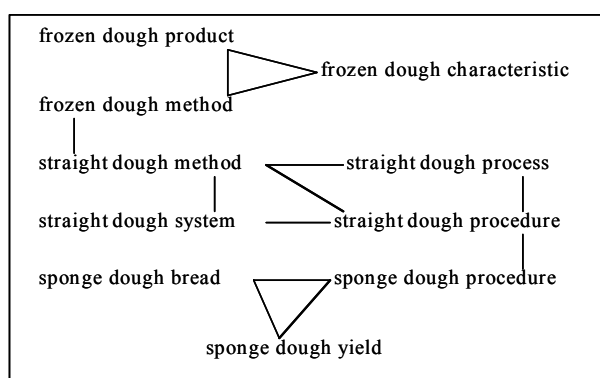 frozen dough product
frozen dough characteristic
frozen dough method
straight dough method straight dough process
straight dough system straight dough procedure
sponge dough bread sponge dough procedure
sponge dough yield